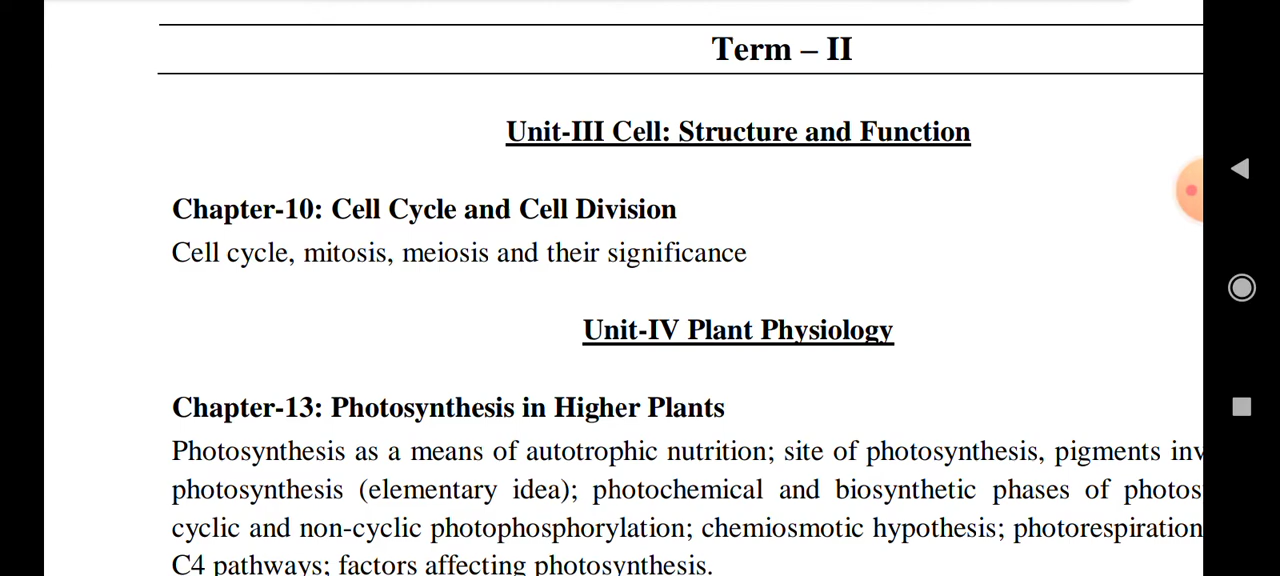 Term – II
Unit-III Cell: Structure and Function
Chapter-10: Cell Cycle and Cell Division
Cell cycle, mitosis, meiosis and their significance
Unit-IV Plant Physiology
Chapter-13: Photosynthesis in Higher Plants
Photosynthesis as a means of autotrophic nutrition; site of photosynthesis, pigments
photosynthesis (elementary idea); photochemical and biosynthetic phases of
cyclic and non-cyclic photophosphorylation; chemiosmotic hypothesis; photorespiration
C4 pathways; factors affecting photosynthesis.